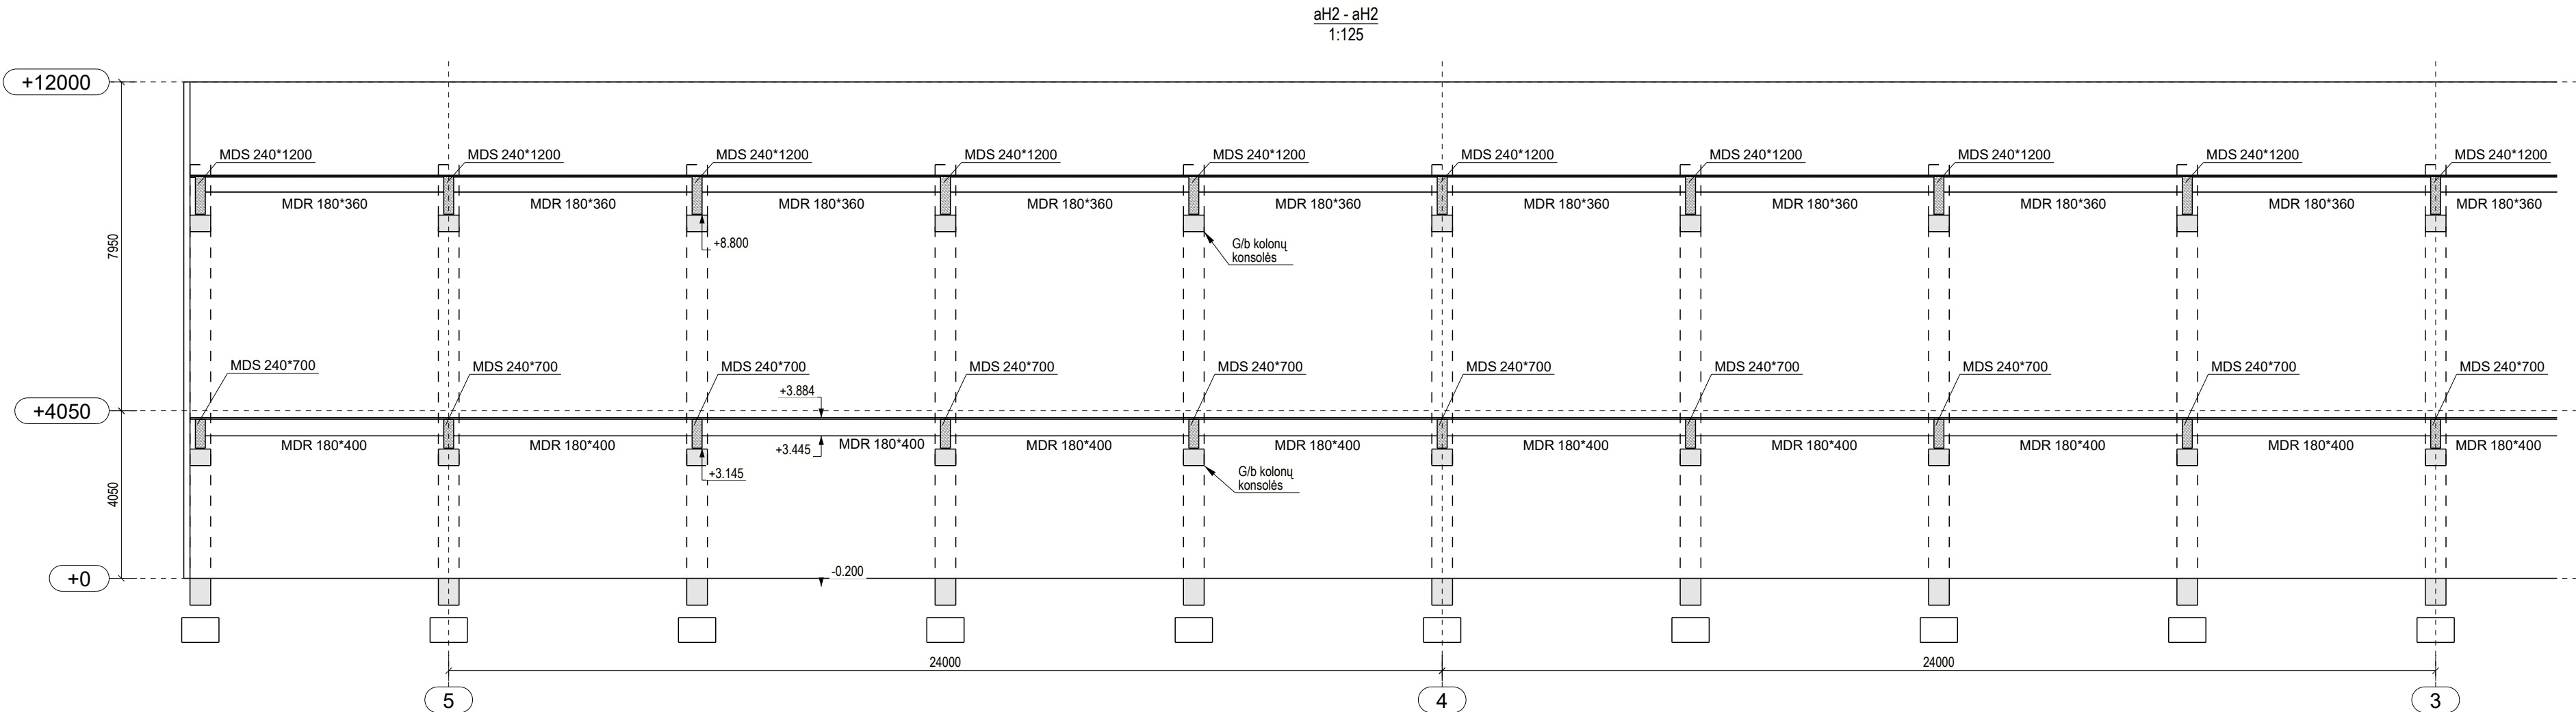 aH2 - aH2
1:125
+12000
MDS 240*1200 MDS 240*1200 MDS 240*1200 MDS 240*1200 MDS 240*1200 MDS 240*1200 MDS 240*1200 MDS 240*1200 MDS 240*1200 MDS 240*1200
MDR 180*360 MDR 180*360 MDR 180*360 MDR 180*360 MDR 180*360 MDR 180*360 MDR 180*360 MDR 180*360 MDR 180*360 MDR 180*360
7950
+8.800
G/b kolonų
konsolės
MDS 240*700 MDS 240*700 MDS 240*700 MDS 240*700 MDS 240*700 MDS 240*700 MDS 240*700 MDS 240*700 MDS 240*700 MDS 240*700
+3.884
+4050
MDR 180*400 MDR 180*400 MDR 180*400 MDR 180*400 MDR 180*400 MDR 180*400 MDR 180*400 MDR 180*400 MDR 180*400 MDR 180*400
+3.445
+3.145
G/b kolonų
konsolės
4050
-0.200
+0
24000 24000
5 4 3